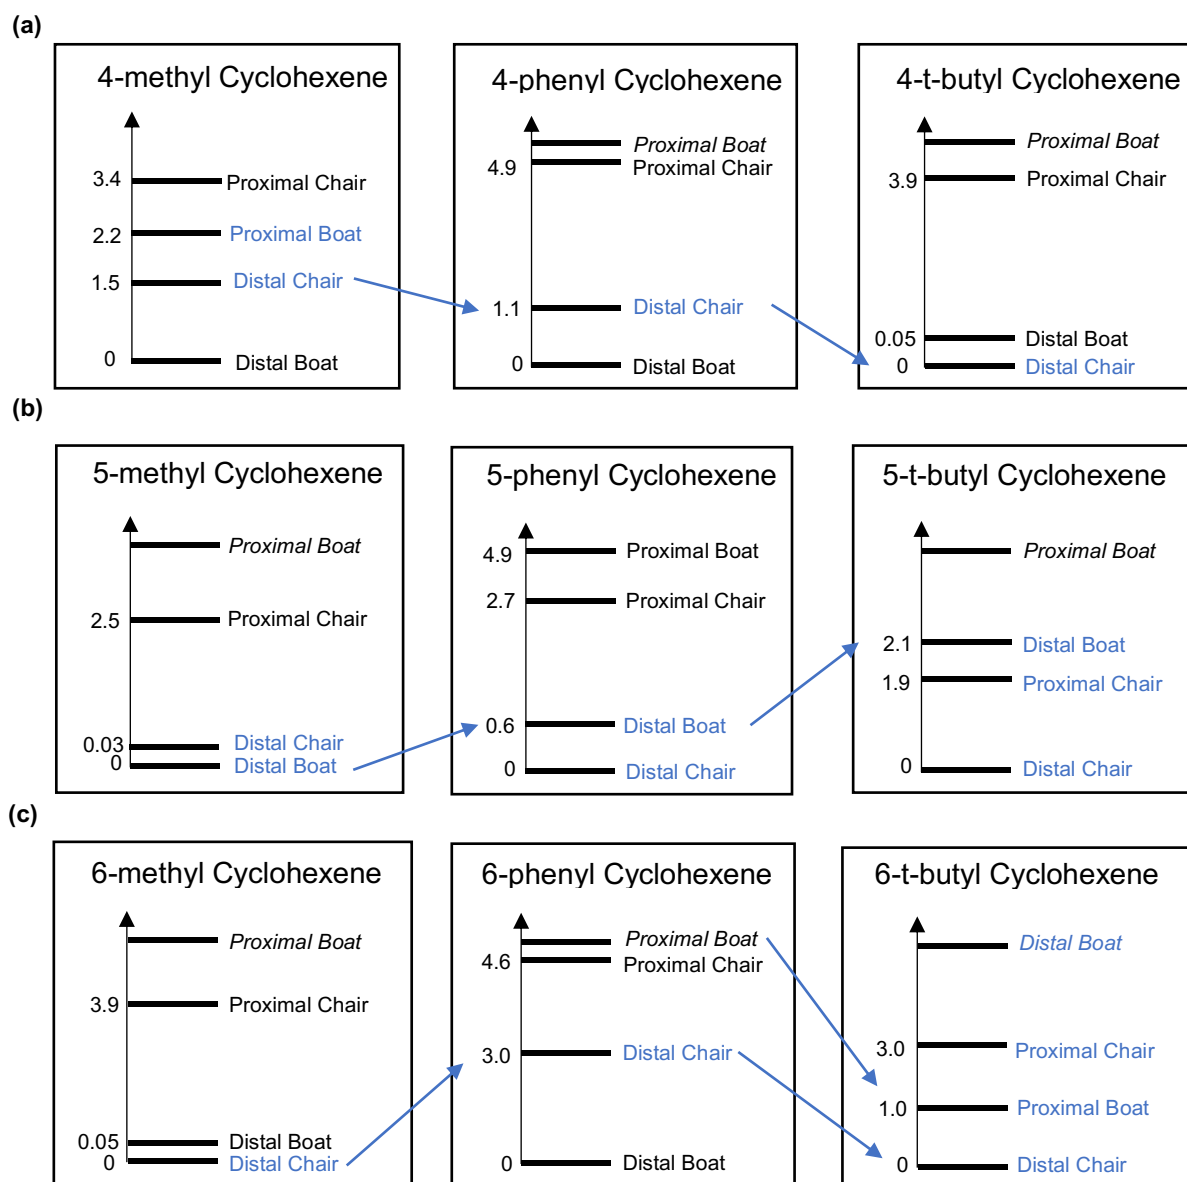 (a)
4-methyl Cyclohexene
3.4 Proximal Chair
2.2 Proximal Boat
1.5 Distal Chair
0 Distal Boat
4-phenyl Cyclohexene
Proximal Boat
4.9 Proximal Chair
1.1 Distal Chair
0 Distal Boat
4-t-butyl Cyclohexene
Proximal Boat
3.9 Proximal Chair
0.05 Distal Boat
0 Distal Chair
(b)
5-methyl Cyclohexene
Proximal Boat
2.5 Proximal Chair
0.03 Distal Chair
0 Distal Boat
5-phenyl Cyclohexene
4.9 Proximal Boat
2.7 Proximal Chair
0.6 Distal Boat
0 Distal Chair
5-t-butyl Cyclohexene
Proximal Boat
2.1 Distal Boat
1.9 Proximal Chair
0 Distal Chair
(c)
6-methyl Cyclohexene
Proximal Boat
3.9 Proximal Chair
0.05 Distal Boat
0 Distal Chair
6-phenyl Cyclohexene
Proximal Boat
4.6 Proximal Chair
3.0 Distal Chair
0 Distal Boat
6-t-butyl Cyclohexene
Distal Boat
3.0 Proximal Chair
1.0 Proximal Boat
0 Distal Chair